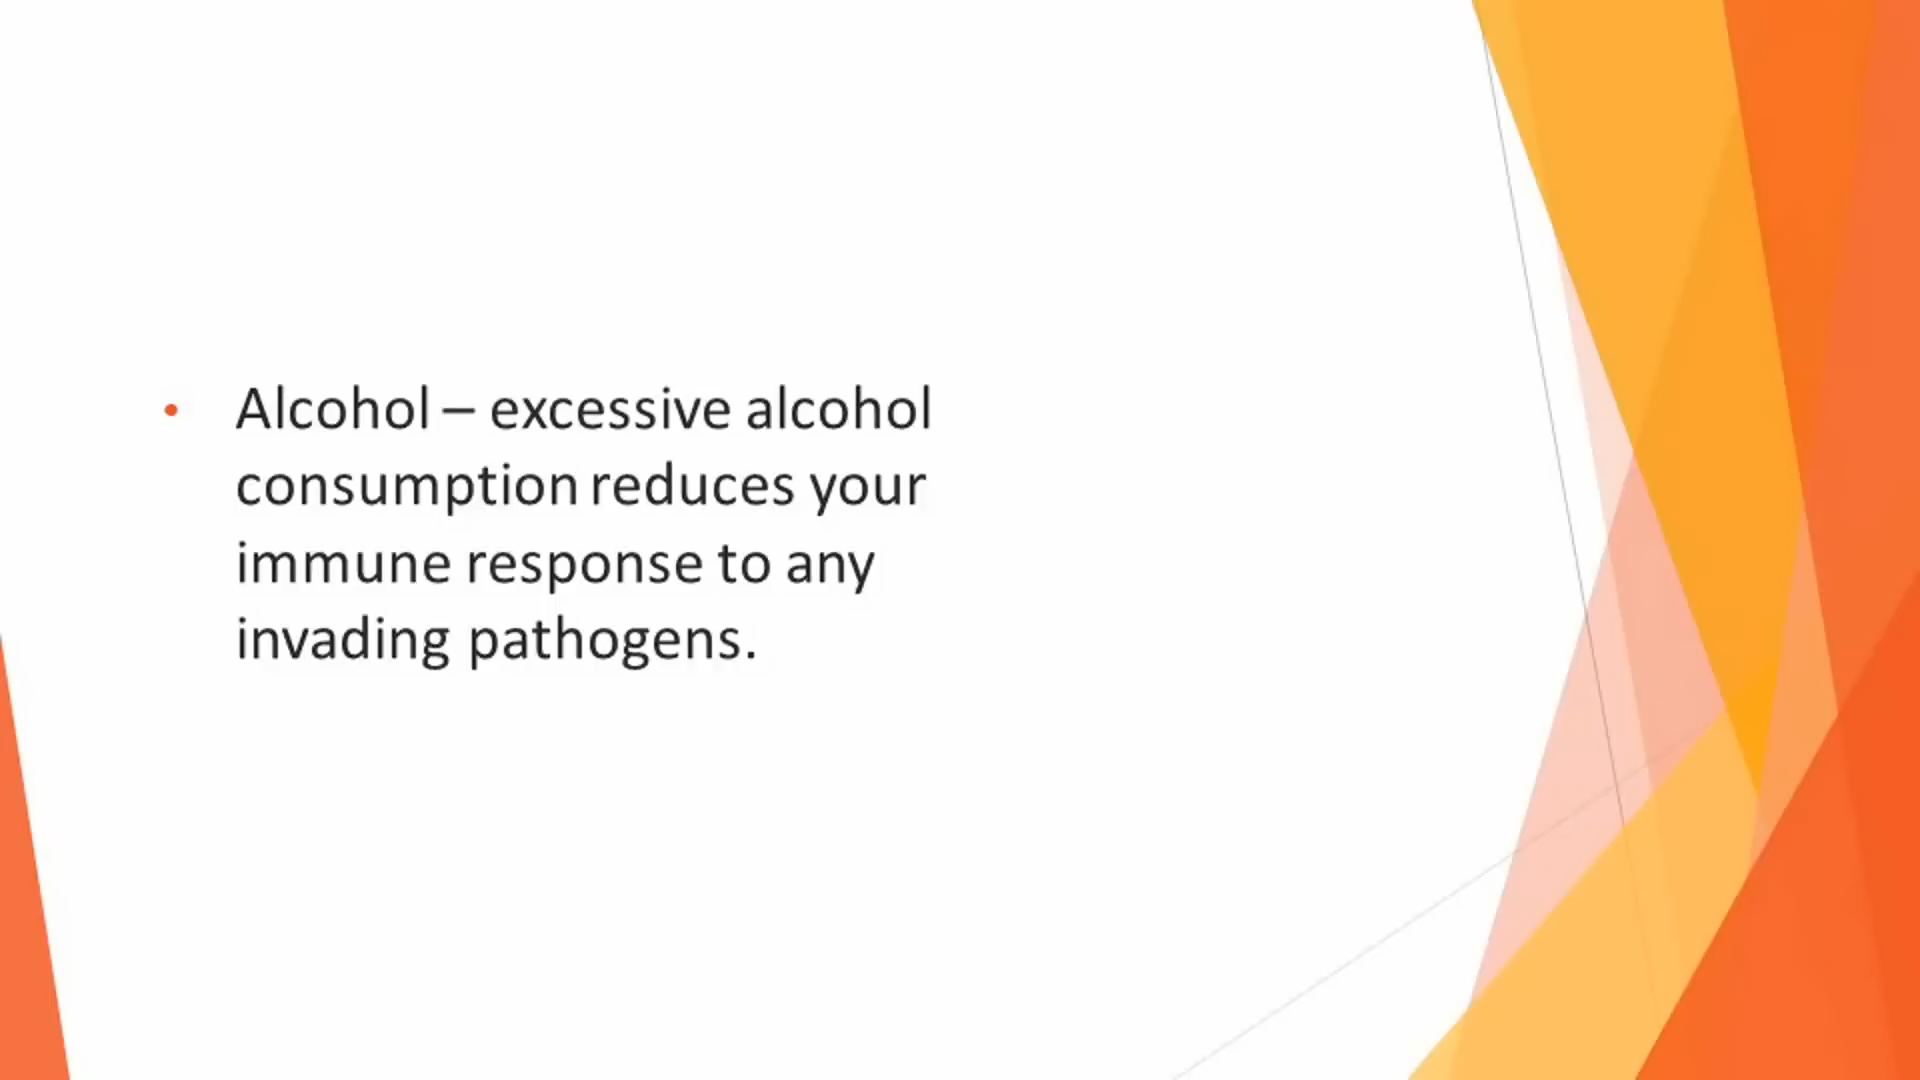 • Alcohol – excessive alcohol
consumption reduces your
immune response to any
invading pathogens.